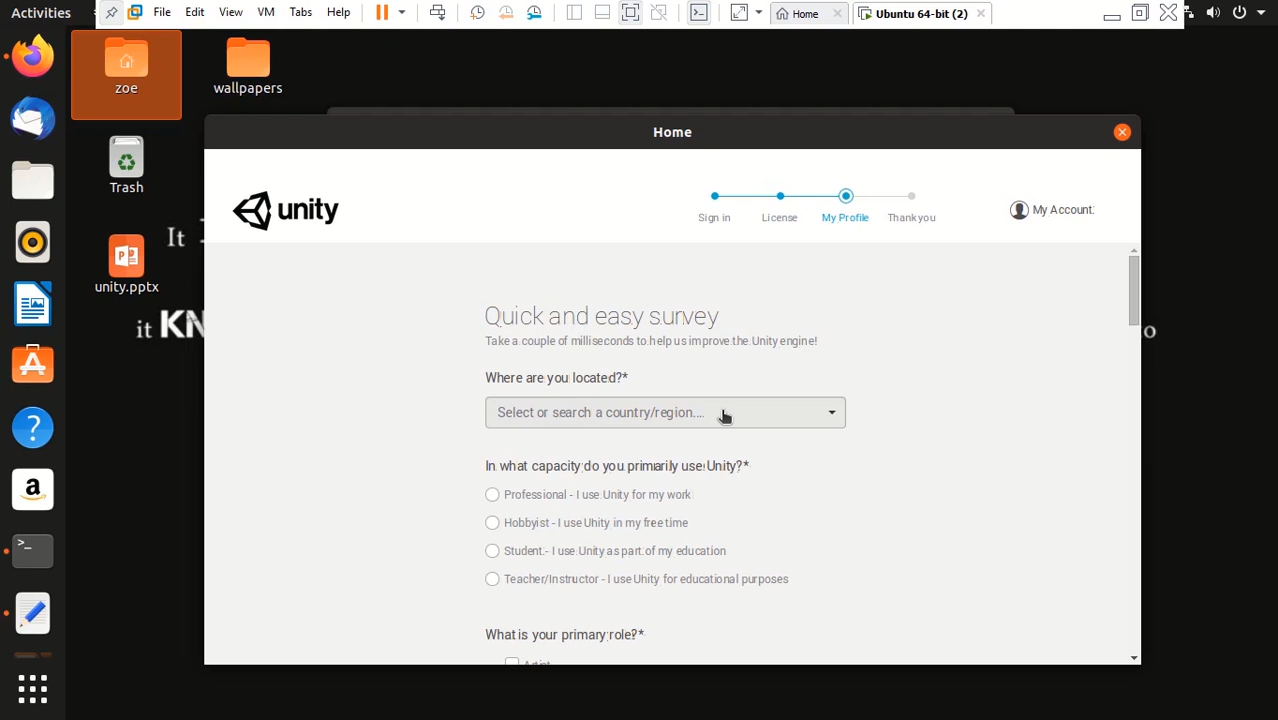 Activities
File Edit View VM Tabs Help
Home
Ubuntu 64-bit (2)
zoe
wallpapers
Trash
unity.pptx
It
it KN
Home
unity
Sign in License My Profile Thank you
My Account
Quick and easy survey
Take a couple of milliseconds to help us improve the Unity engine!
Where are you located?*
Select or search a country/region....
In what capacity do you primarily use Unity?*
Professional - I use Unity for my work
Hobbyist - I use Unity in my free time
Student - I use Unity as part of my education
Teacher/Instructor - I use Unity for educational purposes
What is your primary role?*
Artist